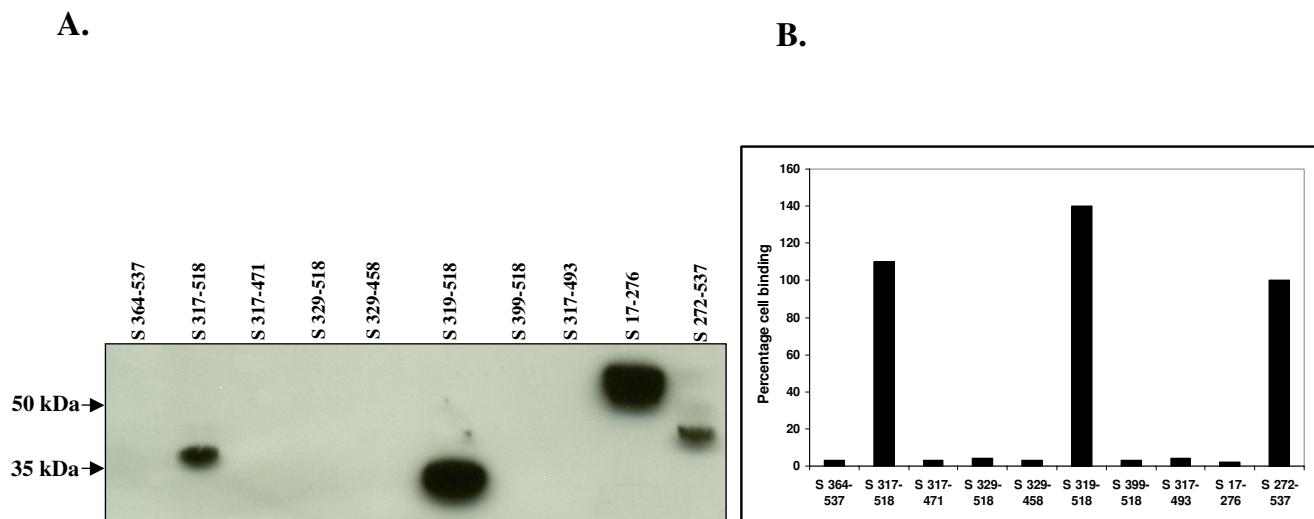 A.
B.
S 364-537
S 317-518
S 317-471
S 329-518
S 329-458
S 319-518
S 399-518
S 317-493
S 17-276
S 272-537
50 kDa
35 kDa
Percentage cell binding
160
140
120
100
80
60
40
20
0
S 364-
537
S 317-
518
S 317-
471
S 329-
518
S 329-
458
S 319-
518
S 399-
518
S 317-
493
S 17-
276
S 272-
537